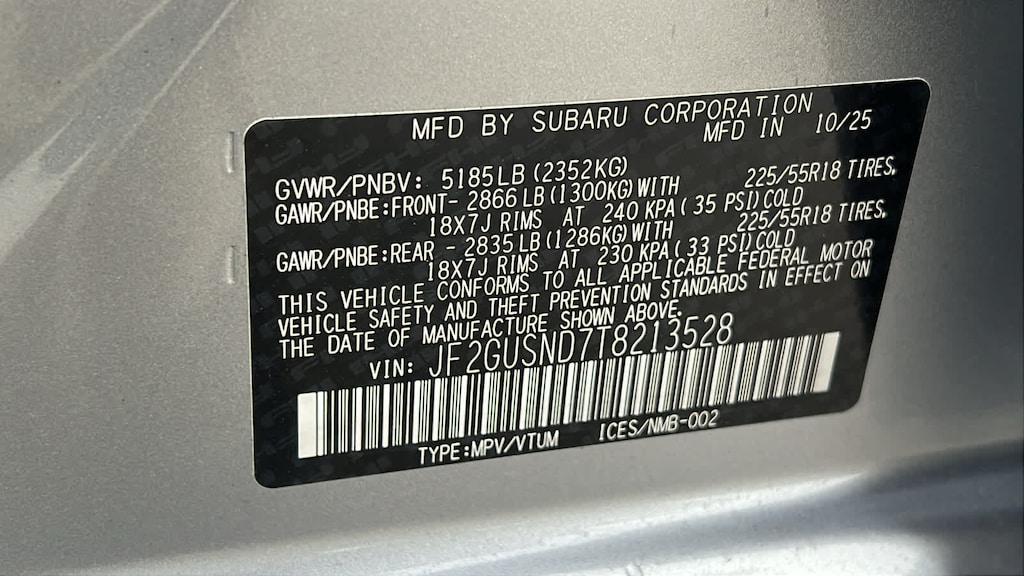 MFD BY SUBARU CORPORATION
MFD IN 10/25
GVWR/PNBV: 5185LB (2352KG)
GAWR/PNBE:FRONT- 2866 LB (1300KG) WITH 225/55R18 TIRES.
18X7J RIMS AT 240 KPA ( 35 PSI) COLD
GAWR/PNBE:REAR - 2835 LB (1286KG) WITH 225/55R18 TIRES.
18X7J RIMS AT 230 KPA ( 33 PSI) COLD
THIS VEHICLE CONFORMS TO ALL APPLICABLE FEDERAL MOTOR
VEHICLE SAFETY AND THEFT PREVENTION STANDARDS IN EFFECT ON
THE DATE OF MANUFACTURE SHOWN ABOVE.
VIN: JF2GUSND7T8213528
TYPE:MPV/VTUM ICES/NMB-002